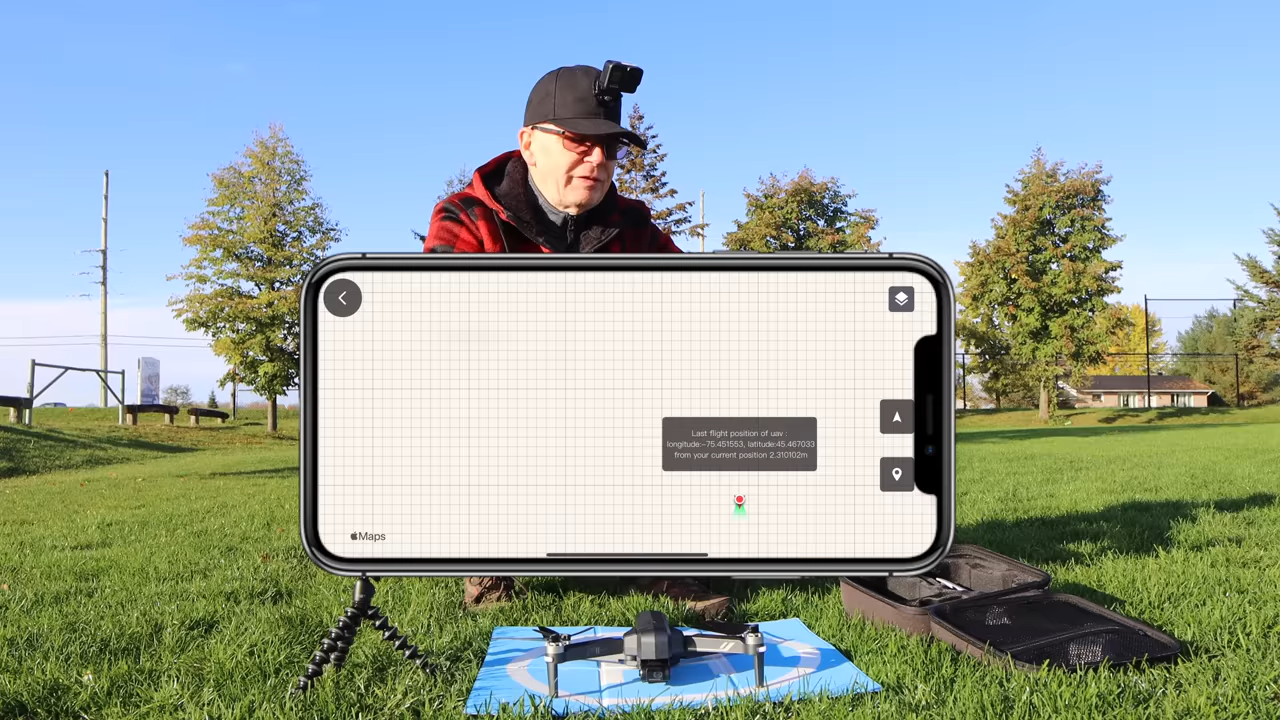 Last flight position of uav :
longitude:-75.451553, latitude:45.467033
from your current position 2.310102m
Maps